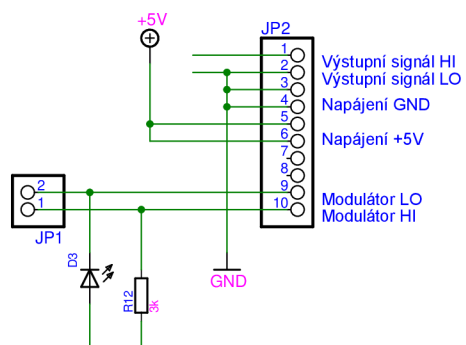 +5V
JP2
1
2
3
4
5
6
7
8
9
10
Výstupní signál HI
Výstupní signál LO
Napájení GND
Napájení +5V
Modulátor LO
Modulátor HI
2
1
JP1
D3
R12
3k
GND